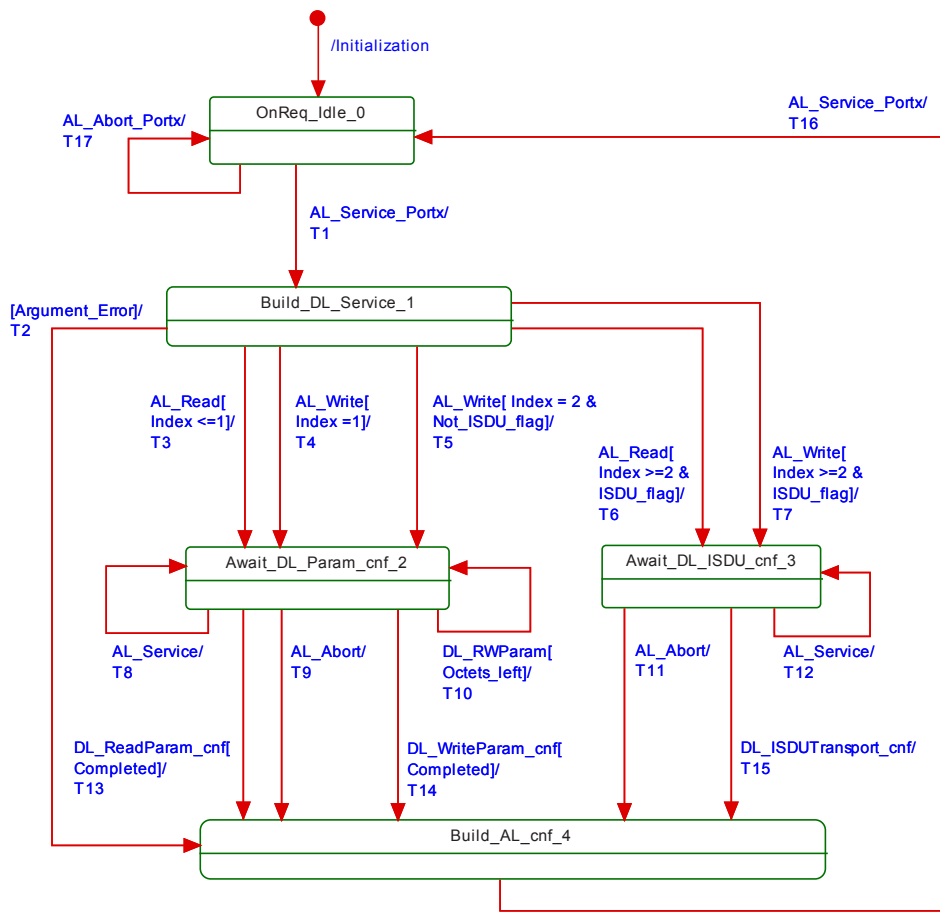 /Initialization
OnReq_Idle_0
AL_Abort_Portx/
T17
AL_Service_Portx/
T16
AL_Service_Portx/
T1
Build_DL_Service_1
[Argument_Error]/
T2
AL_Read[
Index <=1]/
T3
AL_Write[
Index =1]/
T4
AL_Write[ Index = 2 &
Not_ISDU_flag]/
T5
AL_Read[
Index >=2 &
ISDU_flag]/
T6
AL_Write[
Index >=2 &
ISDU_flag]/
T7
Await_DL_Param_cnf_2
Await_DL_ISDU_cnf_3
AL_Service/
T8
AL_Abort/
T9
DL_RWParam[
Octets_left]/
T10
AL_Abort/
T11
AL_Service/
T12
DL_ReadParam_cnf[
Completed]/
T13
DL_WriteParam_cnf[
Completed]/
T14
DL_ISDUTransport_cnf/
T15
Build_AL_cnf_4